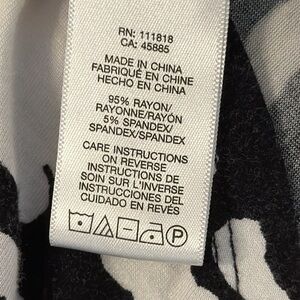 RN: 111818
CA: 45885
MADE IN CHINA
FABRIQUÉ EN CHINE
HECHO EN CHINA
95% RAYON/
RAYONNE/RAYÓN
5% SPANDEX/
SPANDEX/SPANDEX
CARE INSTRUCTIONS
ON REVERSE
INSTRUCTIONS DE
SOIN SUR L'INVERSE
INSTRUCCIONES DEL
CUIDADO EN REVÉS
P